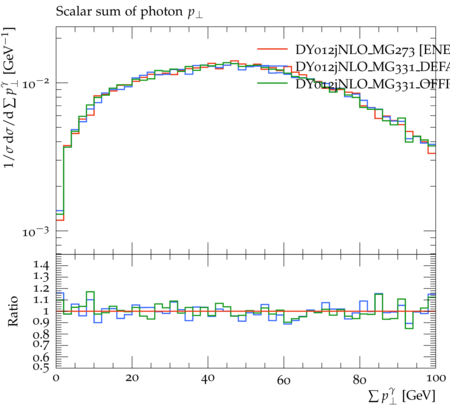 Scalar sum of photon p⊥
1/σ dσ/d ∑ p⊥^γ [GeV⁻¹]
DY012jNLO_MG273 [ENE
DY012jNLO_MG331_DEFA
DY012jNLO_MG331_OFFI
10⁻²
10⁻³
Ratio
1.4
1.3
1.2
1.1
1
0.9
0.8
0.7
0.6
0.5
0 20 40 60 80 100
∑ p⊥^γ [GeV]